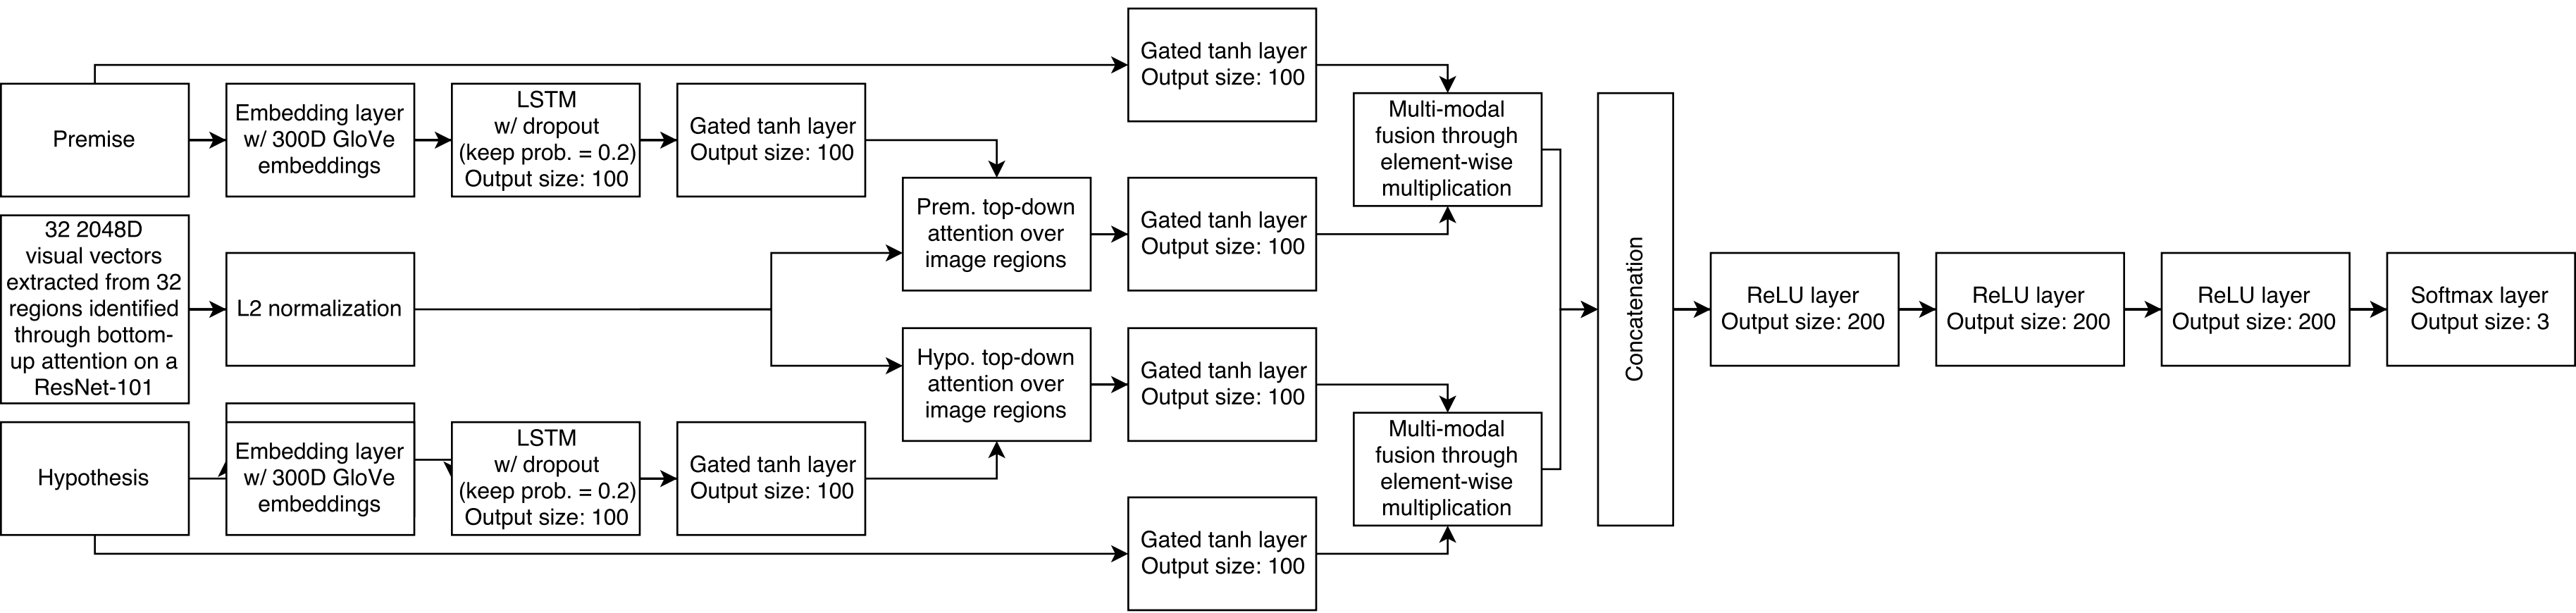 Premise
Embedding layer
w/ 300D GloVe
embeddings
LSTM
w/ dropout
(keep prob. = 0.2)
Output size: 100
Gated tanh layer
Output size: 100
32 2048D
visual vectors
extracted from 32
regions identified
through bottom-
up attention on a
ResNet-101
L2 normalization
Hypothesis
Embedding layer
w/ 300D GloVe
embeddings
LSTM
w/ dropout
(keep prob. = 0.2)
Output size: 100
Gated tanh layer
Output size: 100
Prem. top-down
attention over
image regions
Hypo. top-down
attention over
image regions
Gated tanh layer
Output size: 100
Gated tanh layer
Output size: 100
Gated tanh layer
Output size: 100
Gated tanh layer
Output size: 100
Multi-modal
fusion through
element-wise
multiplication
Multi-modal
fusion through
element-wise
multiplication
Concatenation
ReLU layer
Output size: 200
ReLU layer
Output size: 200
ReLU layer
Output size: 200
Softmax layer
Output size: 3